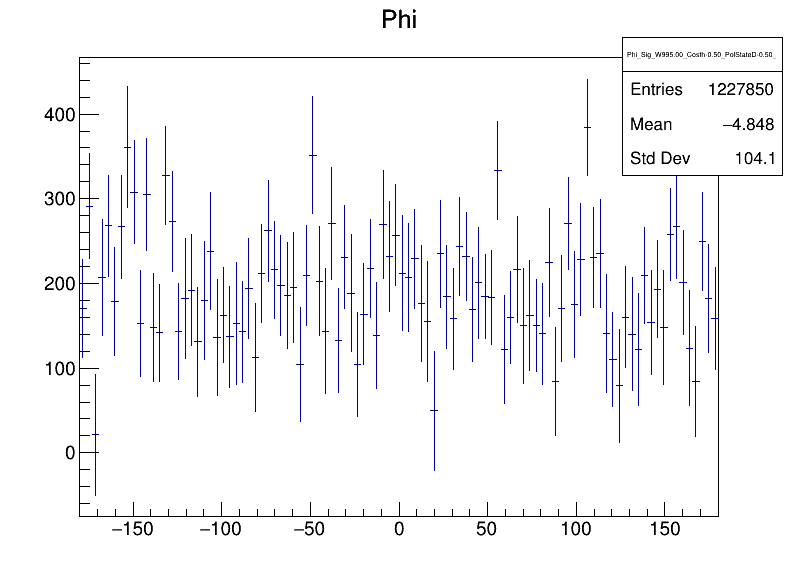 Phi
Phi_Sig_W995.00_Costh-0.50_PolStateD-0.50_
Entries 1227850
Mean −4.848
Std Dev 104.1
400
300
200
100
0
−150 −100 −50 0 50 100 150